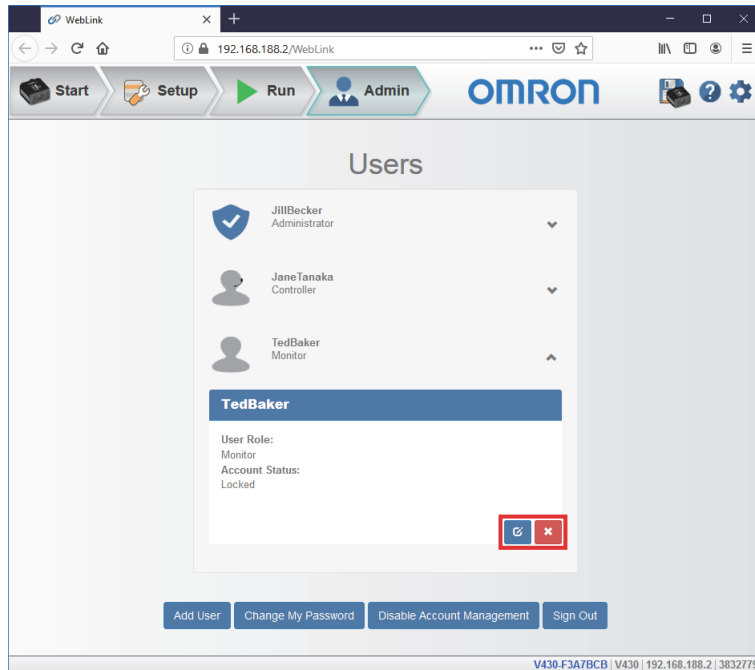 WebLink
192.168.188.2/WebLink
Start
Setup
Run
Admin
OMRON
Users
JillBecker
Administrator
JaneTanaka
Controller
TedBaker
Monitor
TedBaker
User Role:
Monitor
Account Status:
Locked
Add User
Change My Password
Disable Account Management
Sign Out
V430-F3A7BCB | V430 | 192.168.188.2 | 383277